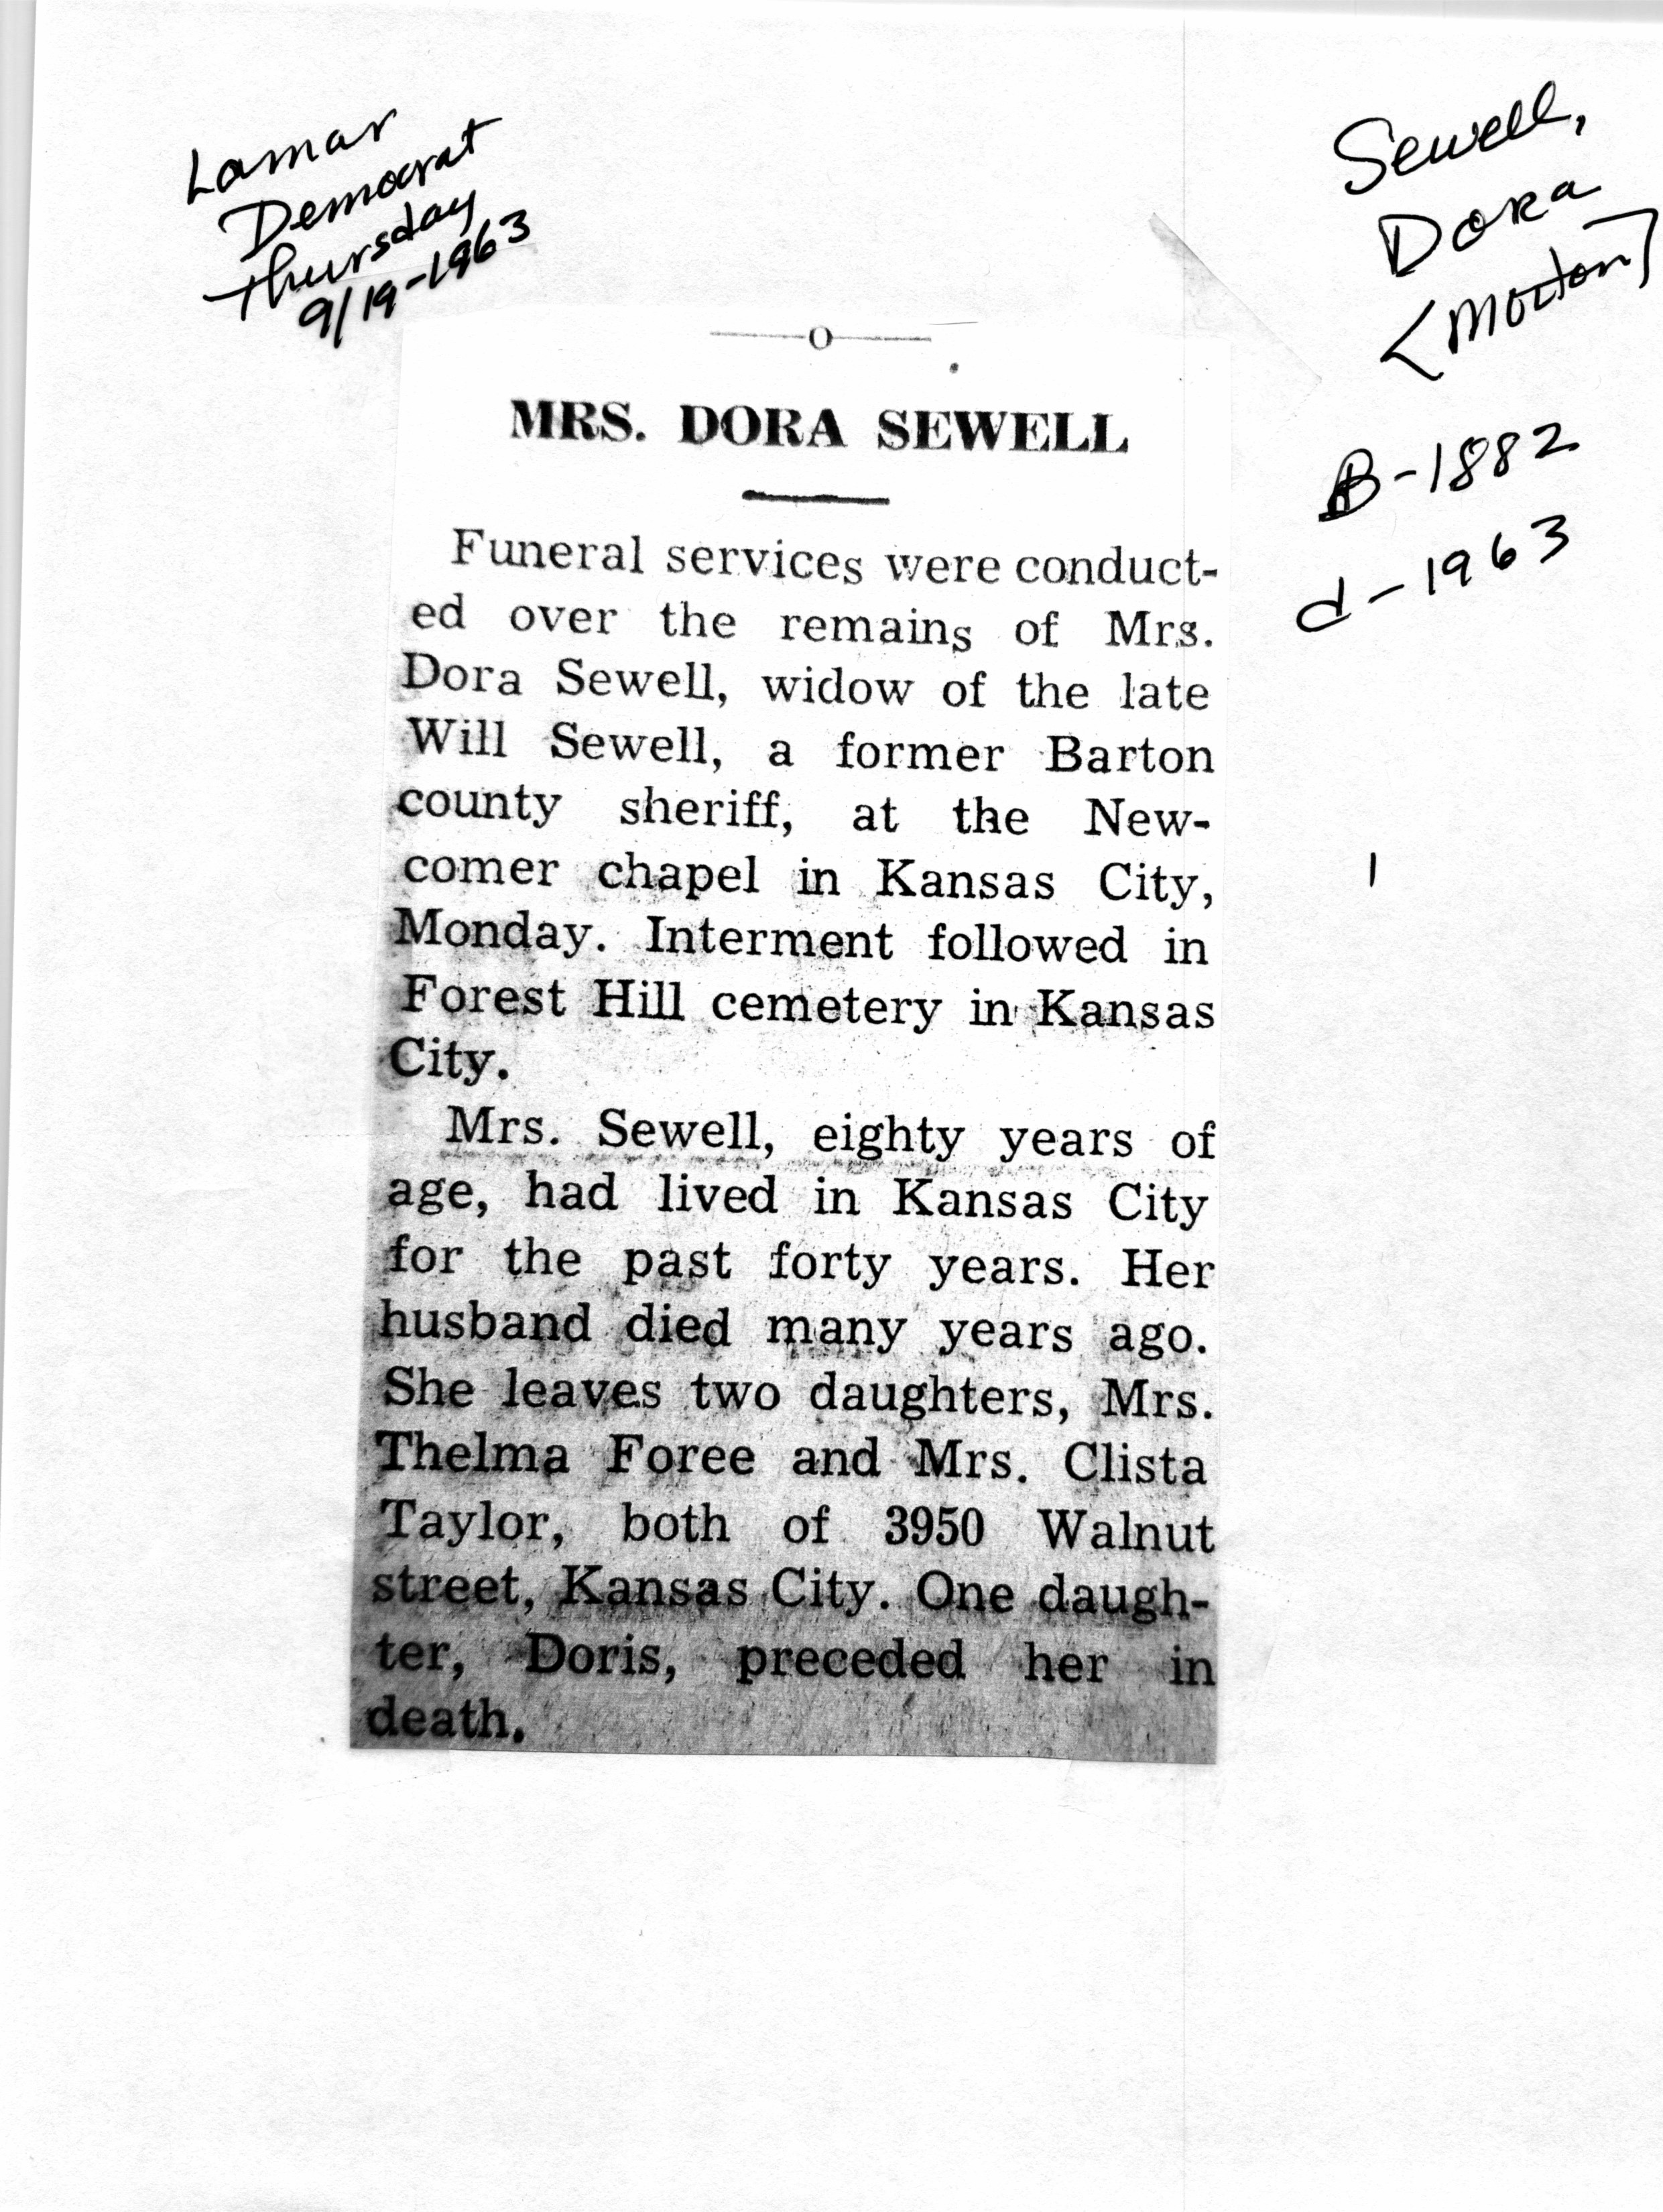 Lamar
Democrat
Thursday
9/19-1963
Sewell,
Dora
[Morton]
B-1882
d-1963
MRS. DORA SEWELL
Funeral services were conduct-
ed over the remains of Mrs.
Dora Sewell, widow of the late
Will Sewell, a former Barton
county sheriff, at the New-
comer chapel in Kansas City,
Monday. Interment followed in
Forest Hill cemetery in Kansas
City.
Mrs. Sewell, eighty years of
age, had lived in Kansas City
for the past forty years. Her
husband died many years ago.
She leaves two daughters, Mrs.
Thelma Foree and Mrs. Clista
Taylor, both of 3950 Walnut
street, Kansas City. One daugh-
ter, Doris, preceded her in
death.